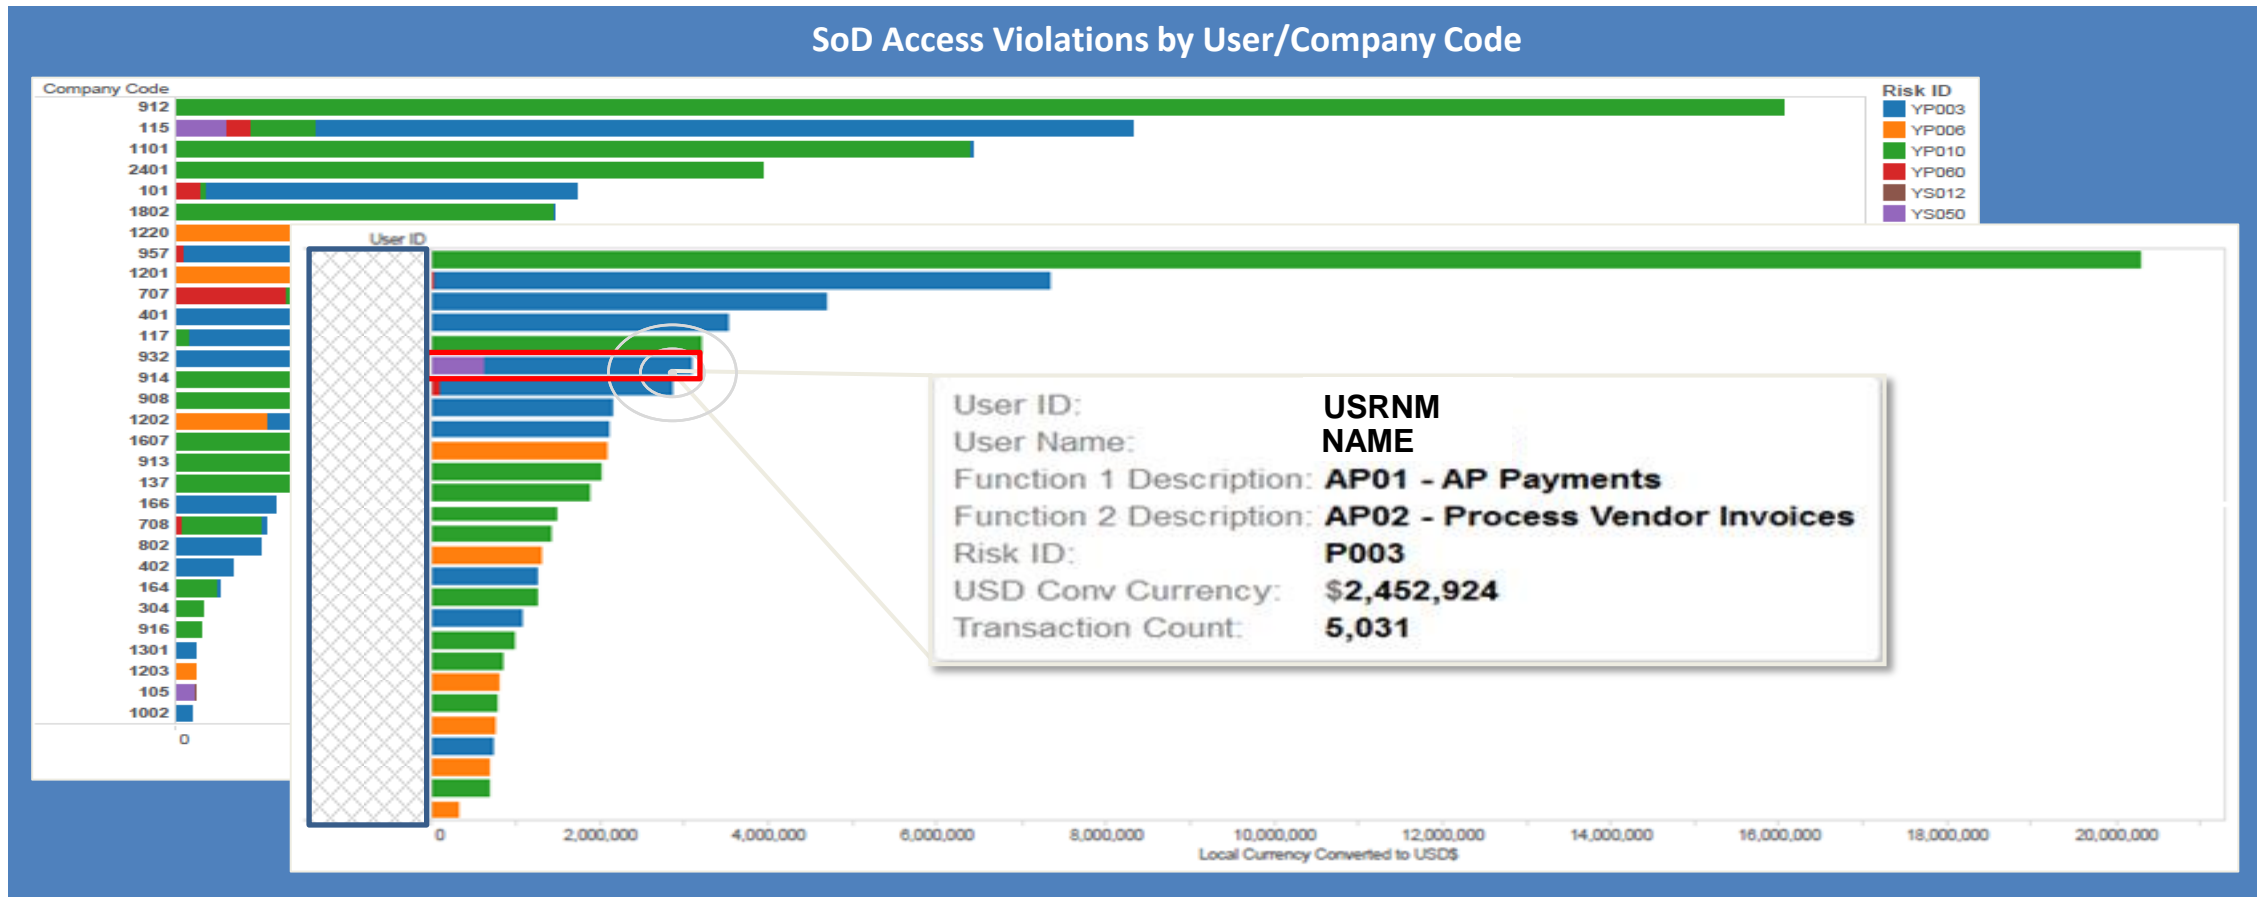 SoD Access Violations by User/Company Code
Company Code
912
115
1101
2401
101
1802
1220
957
1201
707
401
117
932
914
908
1202
1607
913
137
166
708
802
402
164
304
916
1301
1203
105
1002
0
Risk ID
YP003
YP006
YP010
YP060
YS012
YS050
User ID
User ID: USRNM
User Name: NAME
Function 1 Description: AP01 - AP Payments
Function 2 Description: AP02 - Process Vendor Invoices
Risk ID: P003
USD Conv Currency: $2,452,924
Transaction Count: 5,031
0 2,000,000 4,000,000 6,000,000 8,000,000 10,000,000 12,000,000 14,000,000 16,000,000 18,000,000 20,000,000
Local Currency Converted to USD$